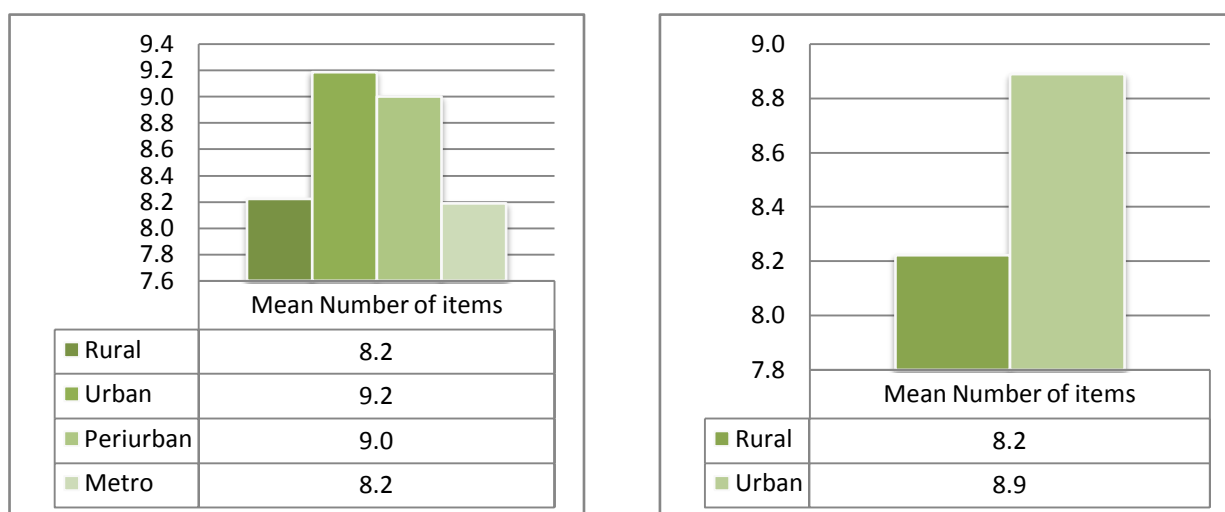 9.4
9.2
9.0
8.8
8.6
8.4
8.2
8.0
7.8
7.6
Mean Number of items
Rural 8.2
Urban 9.2
Periurban 9.0
Metro 8.2
9.0
8.8
8.6
8.4
8.2
8.0
7.8
Mean Number of items
Rural 8.2
Urban 8.9